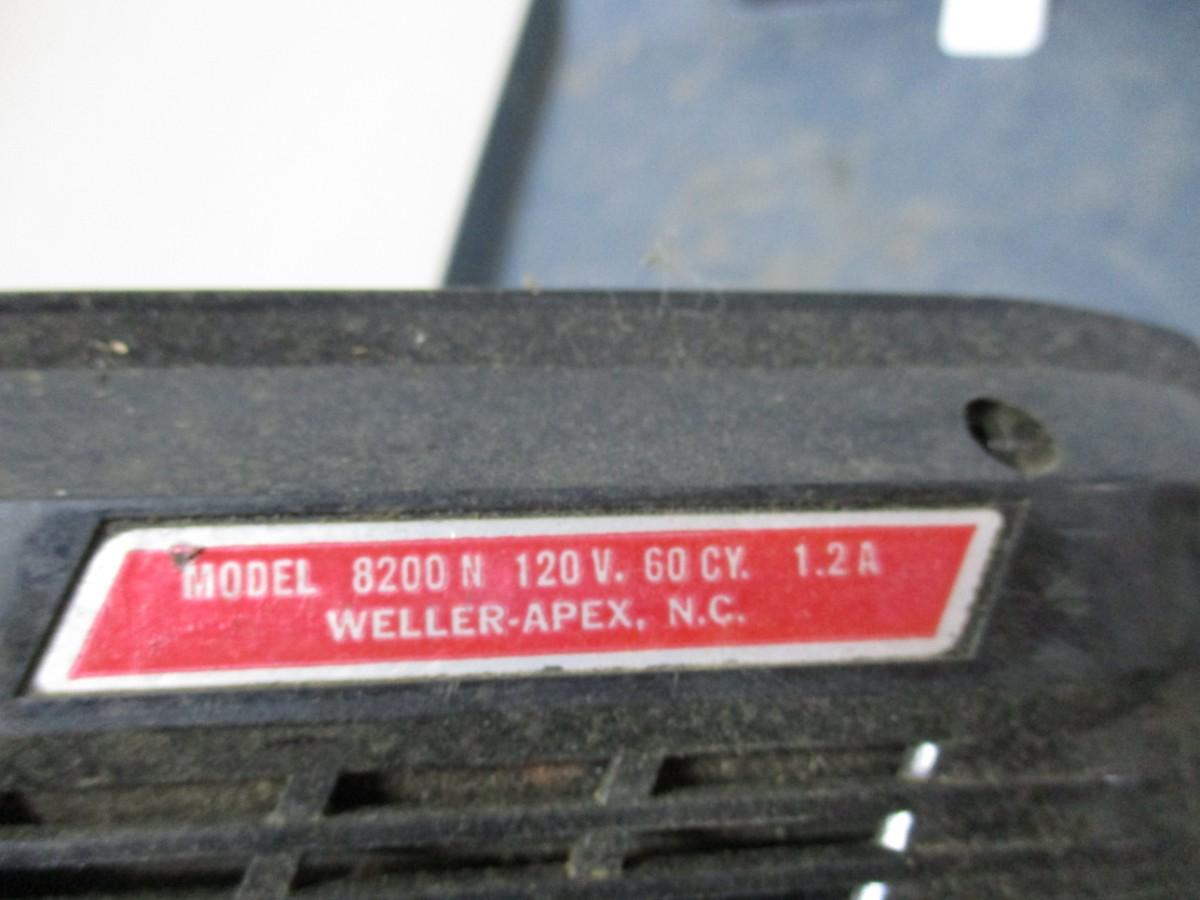 MODEL 8200 N 120 V. 60 CY. 1.2 A
WELLER-APEX, N.C.